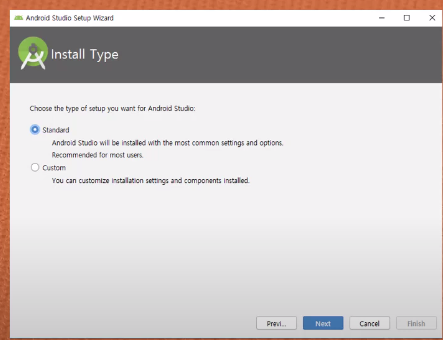 Android Studio Setup Wizard
Install Type
Choose the type of setup you want for Android Studio:
Standard
Android Studio will be installed with the most common settings and options.
Recommended for most users.
Custom
You can customize installation settings and components installed.
Previ...
Next
Cancel
Finish